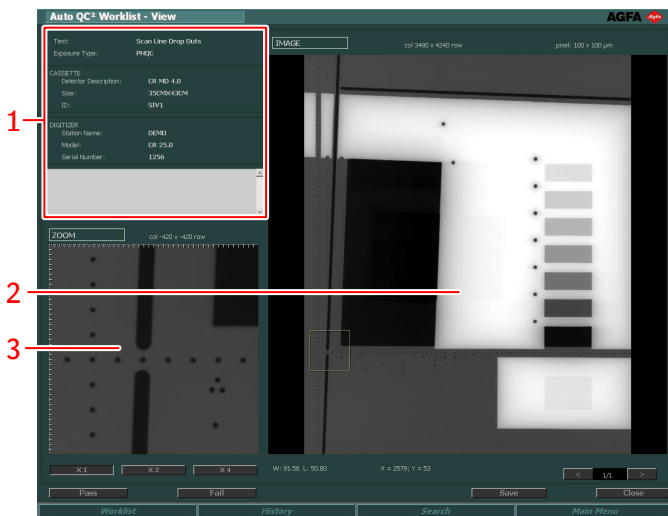 Auto QC² Worklist - View
AGFA
Agfa
Test: Scan Line Drop Outs
Exposure Type: PHQC
CASSETTE
Detector Description: CR MD 4.0
Size: 35CMX43CM
ID: SIV1
DIGITIZER
Station Name: DEMO
Model: CR 25.0
Serial Number: 1256
1
IMAGE
col 3480 x 4240 row
pixel: 100 x 100 µm
ZOOM
col -420 x -420 row
2
3
X 1
X 2
X 4
W: 91.56 L: 50.80
X = 2579; Y = 53
< 1/1 >
Pass
Fail
Save
Close
Worklist
History
Search
Main Menu